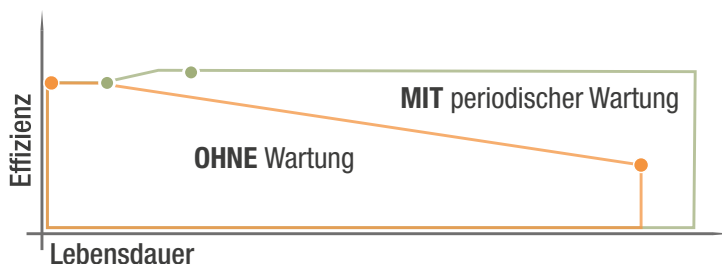 Effizienz
MIT periodischer Wartung
OHNE Wartung
Lebensdauer